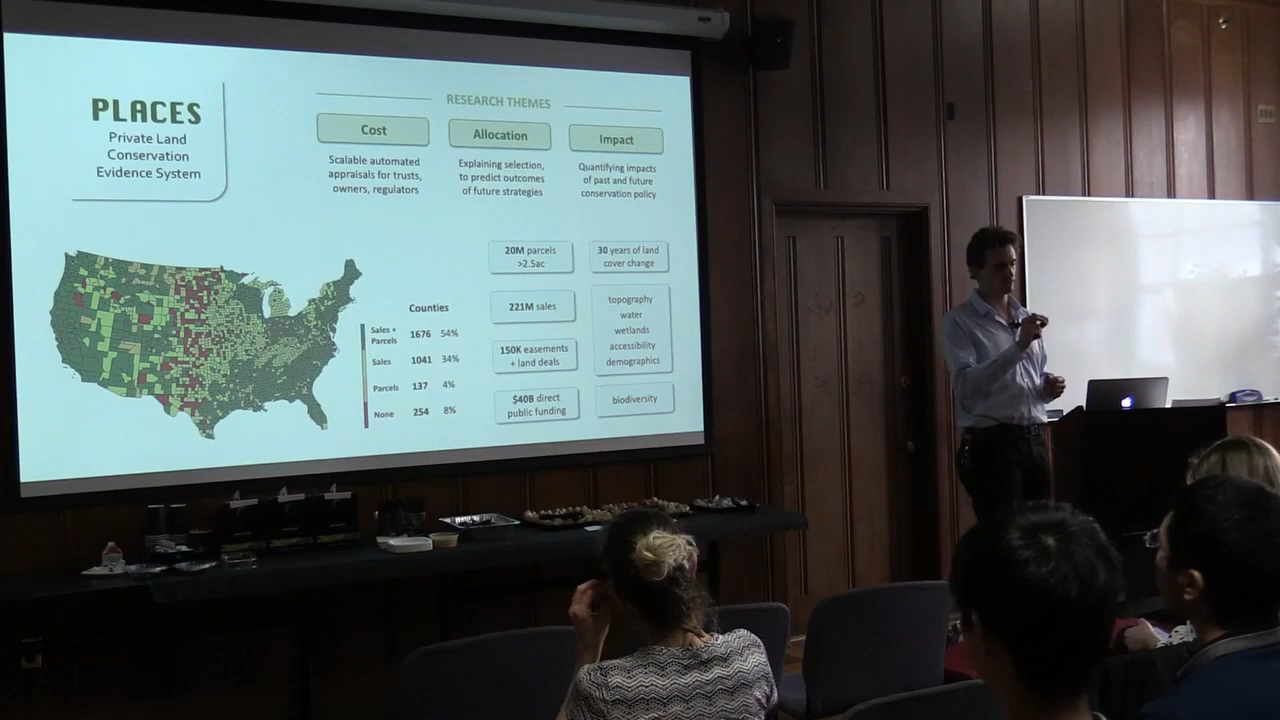 PLACES
Private Land
Conservation
Evidence System
RESEARCH THEMES
Cost
Scalable automated
appraisals for trusts,
owners, regulators
Allocation
Explaining selection,
to predict outcomes
of future strategies
Impact
Quantifying impacts
of past and future
conservation policy
Counties
Sales +
Parcels 1676 54%
Sales 1041 34%
Parcels 137 4%
None 254 8%
20M parcels
>2.5ac
221M sales
150K easements
+ land deals
$40B direct
public funding
30 years of land
cover change
topography
water
wetlands
accessibility
demographics
biodiversity